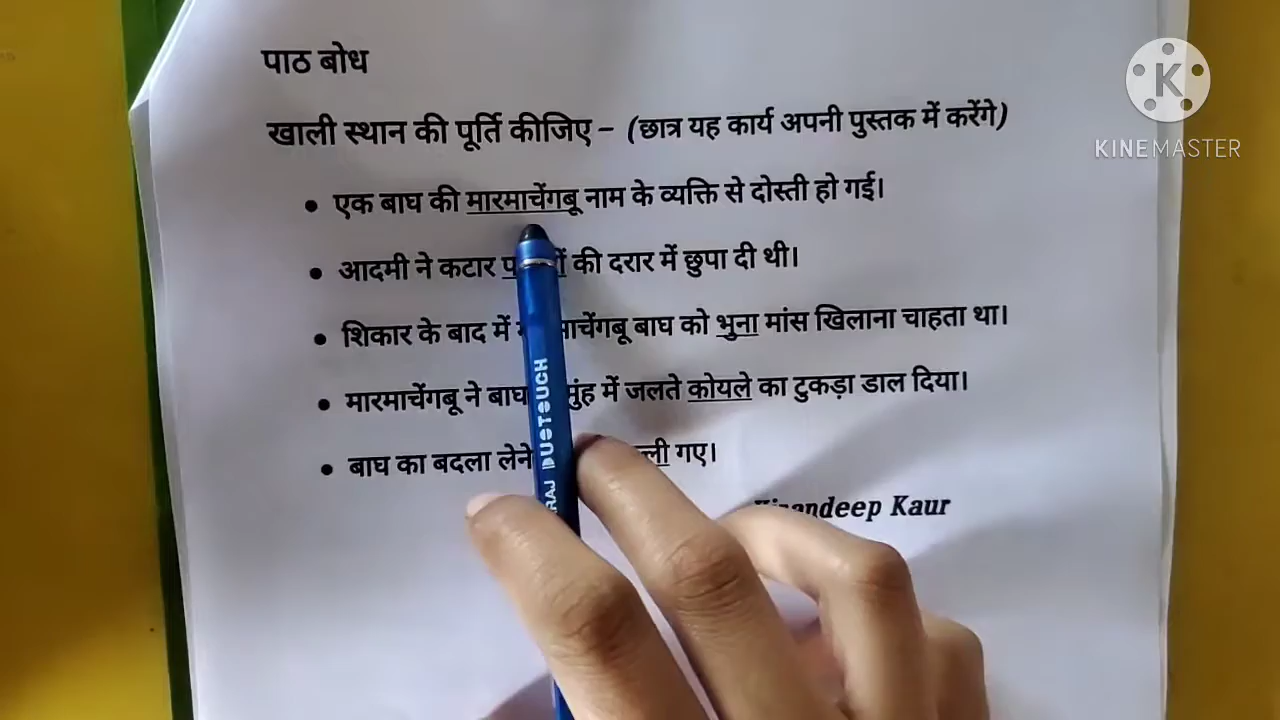 पाठ बोध
खाली स्थान की पूर्ति कीजिए – (छात्र यह कार्य अपनी पुस्तक में करेंगे)
• एक बाघ की मारमाचेंगबू नाम के व्यक्ति से दोस्ती हो गई।
• आदमी ने कटार की दरार में छुपा दी थी।
• शिकार के बाद में बाघ को भुना मांस खिलाना चाहता था।
• मारमाचेंगबू ने बाघ मुंह में जलते कोयले का टुकड़ा डाल दिया।
• बाघ का बदला लेने गए।
Kaur
DUOTOUCH
K
KINEMASTER